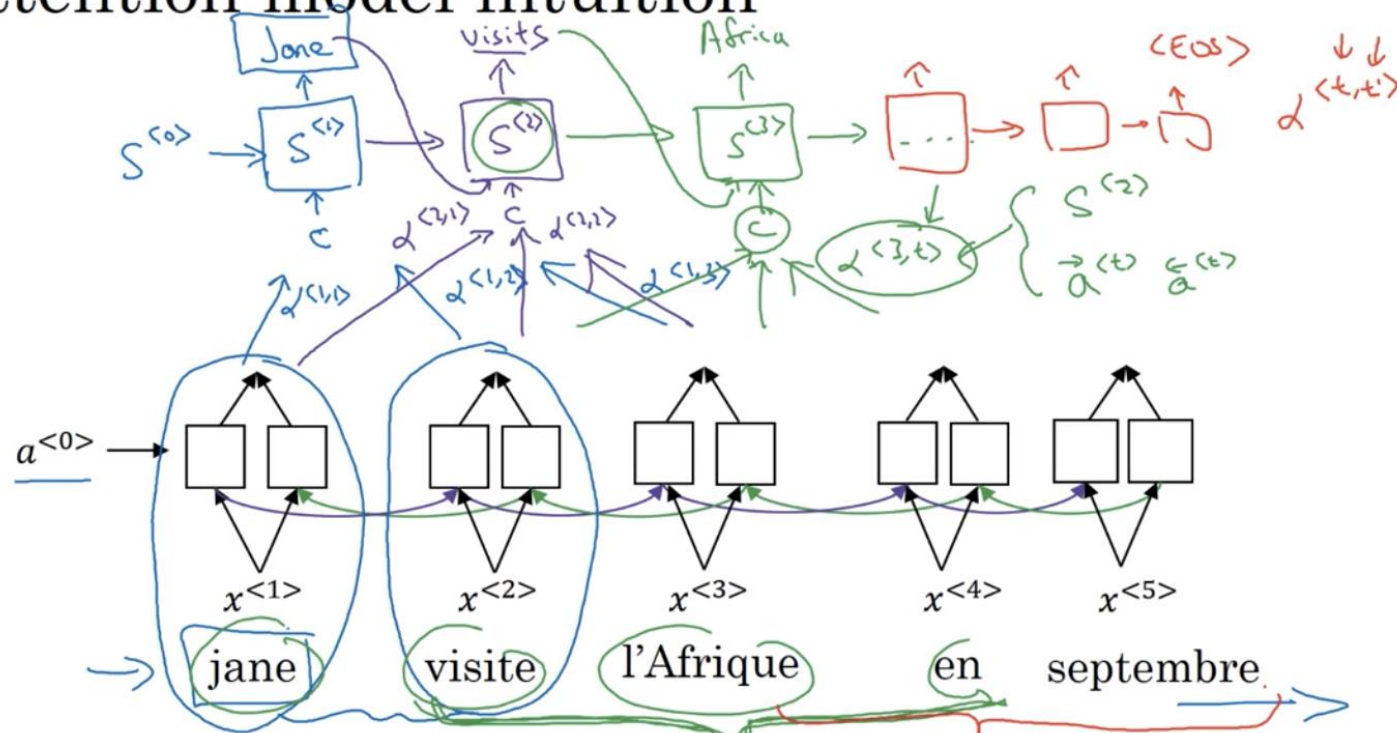 attention model intuition
Jane visits Africa <EOS> α<t,t'>
S<0> S<1> S<2> S<3> ....
C α<2,1> C α<2,2> C α<3,t> S<2>
α<1,1> α<1,2> α<1,3> a<t> a<t>
a<0>
x<1> x<2> x<3> x<4> x<5>
jane visite l'Afrique en septembre.